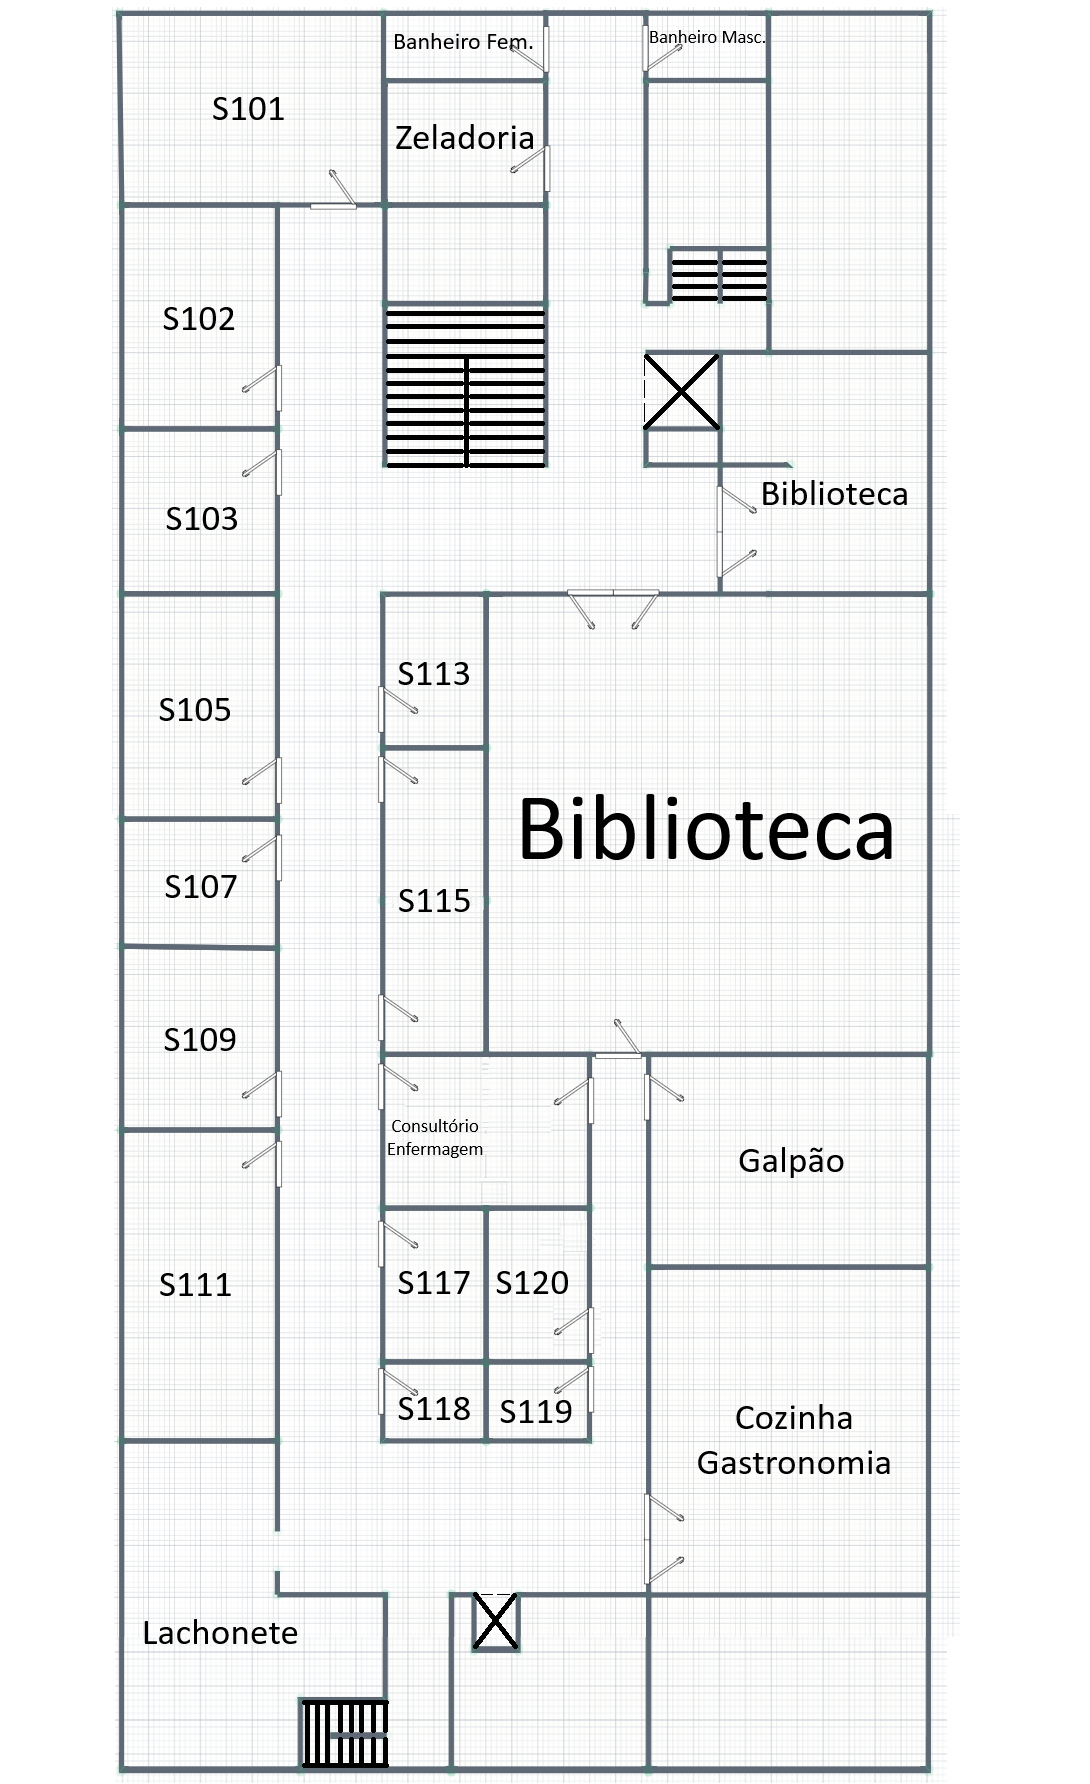 Banheiro Fem.
Banheiro Masc.
S101
Zeladoria
S102
Biblioteca
S103
S113
S105
Biblioteca
S107
S115
S109
Consultório
Enfermagem
Galpão
S111
S117
S120
S118
S119
Cozinha
Gastronomia
Lachonete